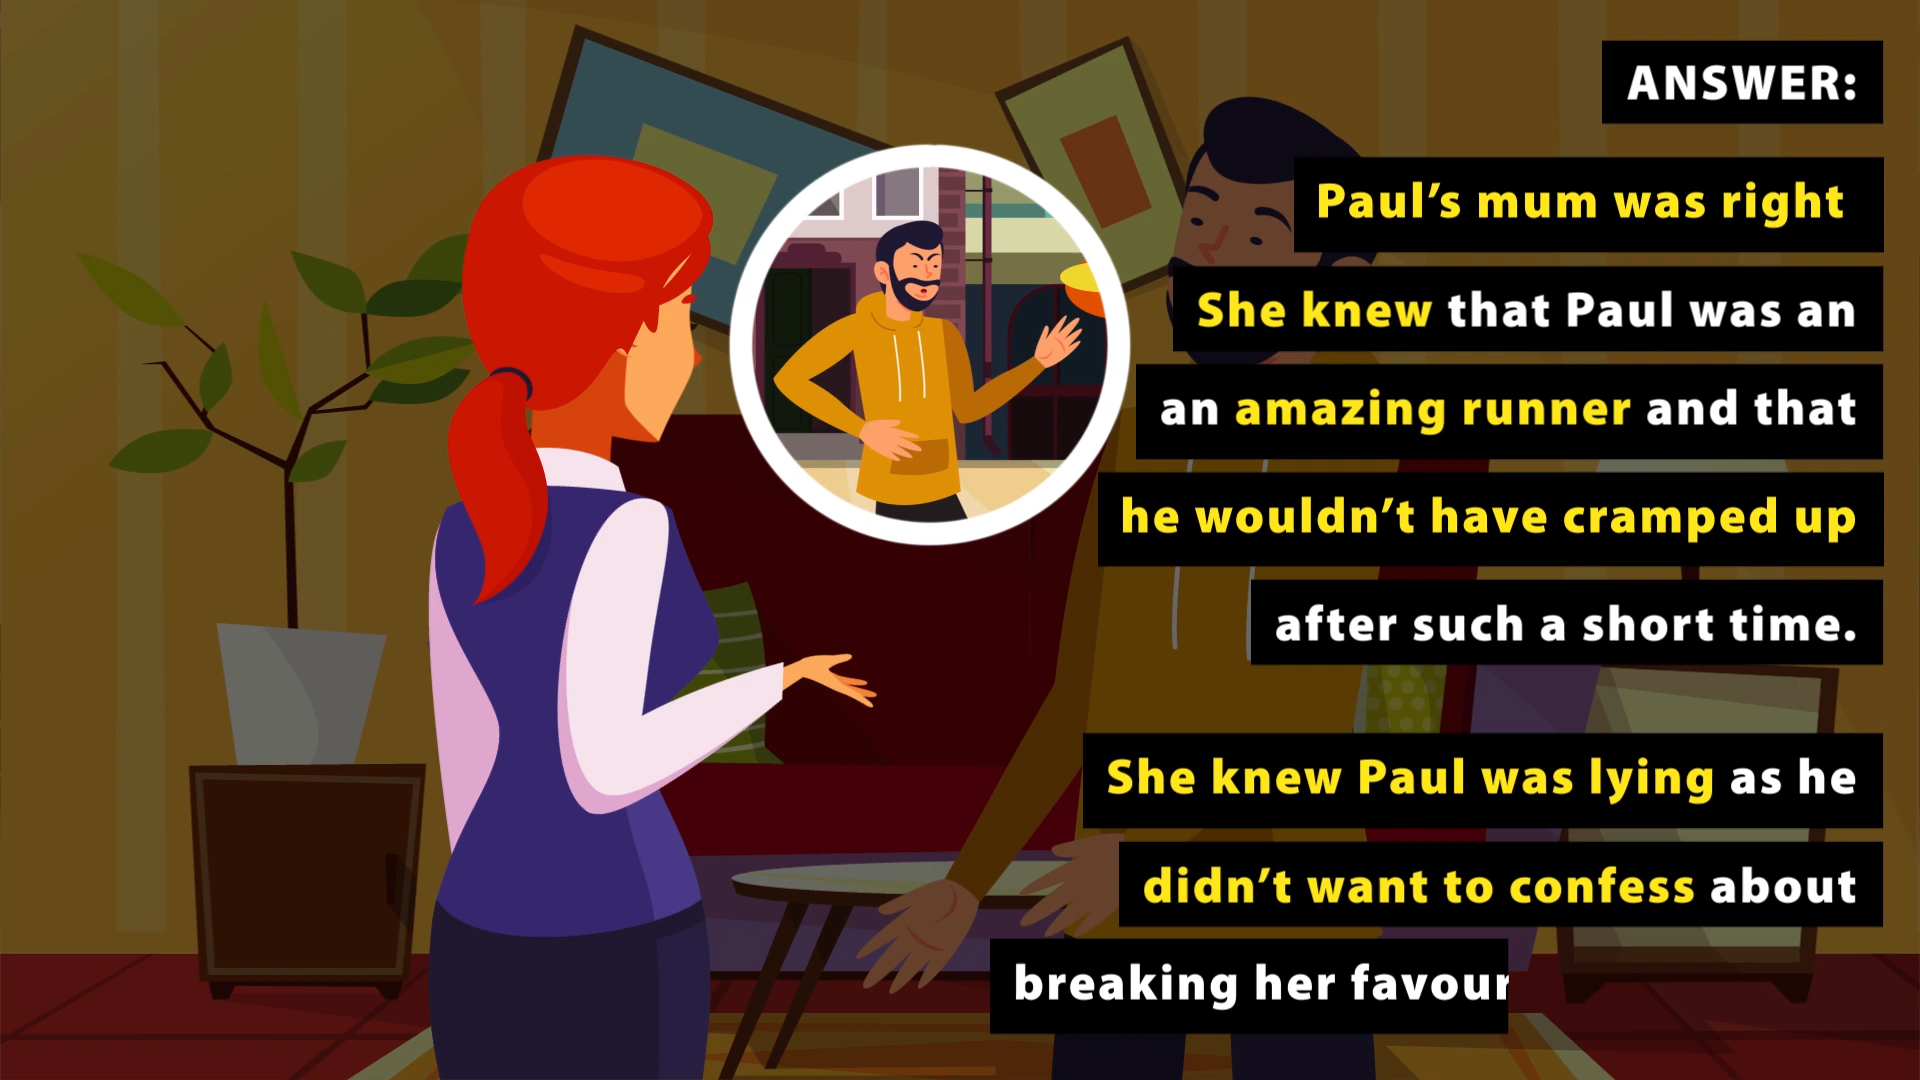 ANSWER:
Paul’s mum was right
She knew that Paul was an
an amazing runner and that
he wouldn’t have cramped up
after such a short time.
She knew Paul was lying as he
didn’t want to confess about
breaking her favour